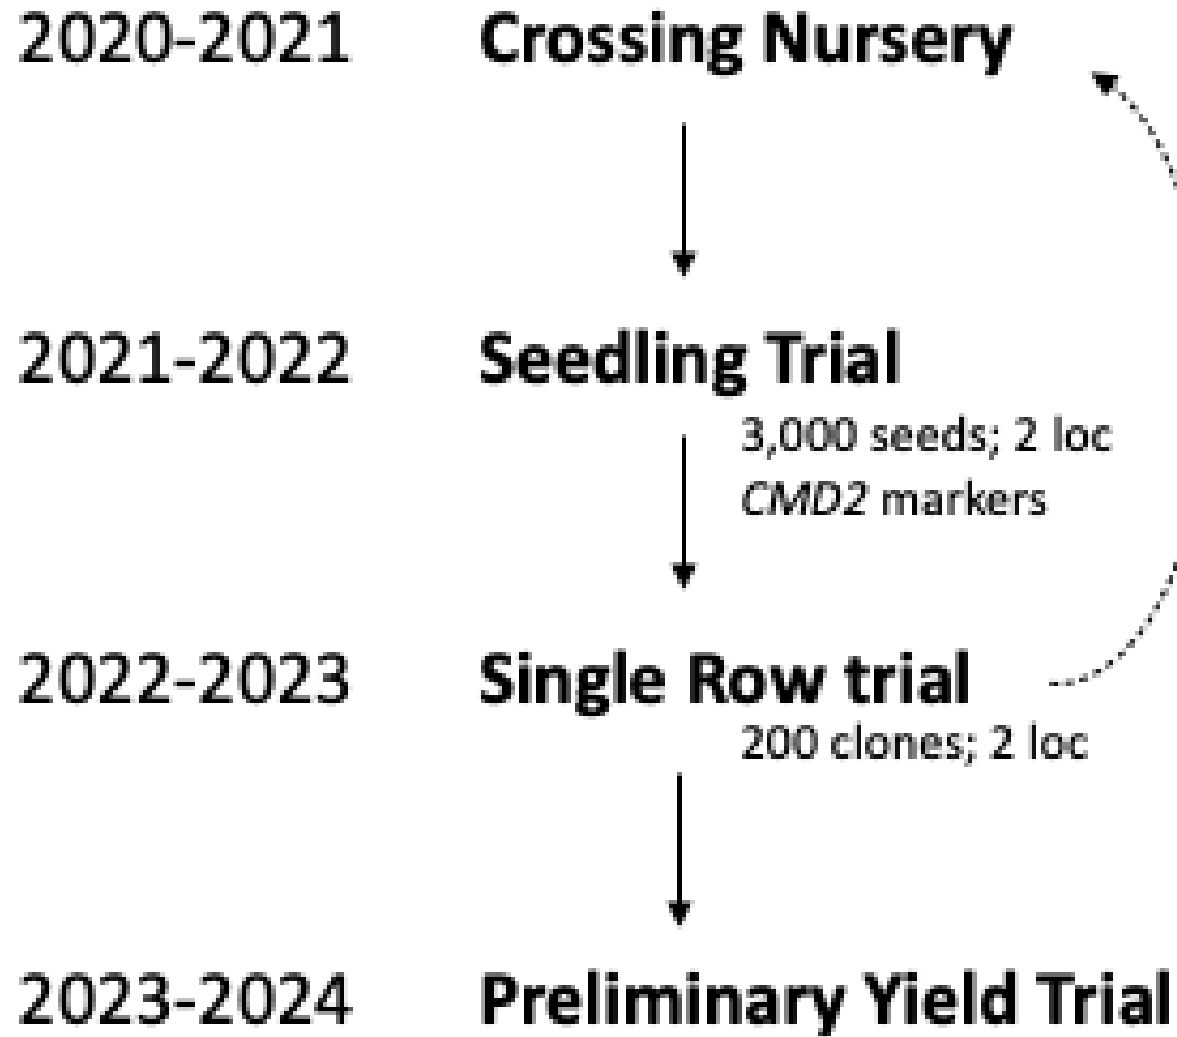 2020-2021 Crossing Nursery
2021-2022 Seedling Trial
3,000 seeds; 2 loc
CMD2 markers
2022-2023 Single Row trial
200 clones; 2 loc
2023-2024 Preliminary Yield Trial